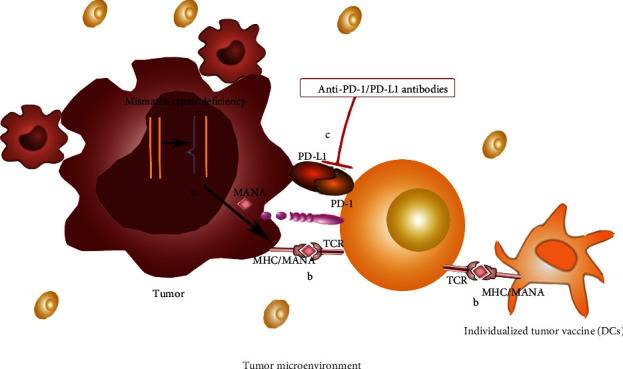 Mismatch repair deficiency
Anti-PD-1/PD-L1 antibodies
c
PD-L1
a
MANA
PD-1
TCR
MHC/MANA
b
TCR
MHC/MANA
b
Tumor
Individualized tumor vaccine (DCs)
Tumor microenvironment